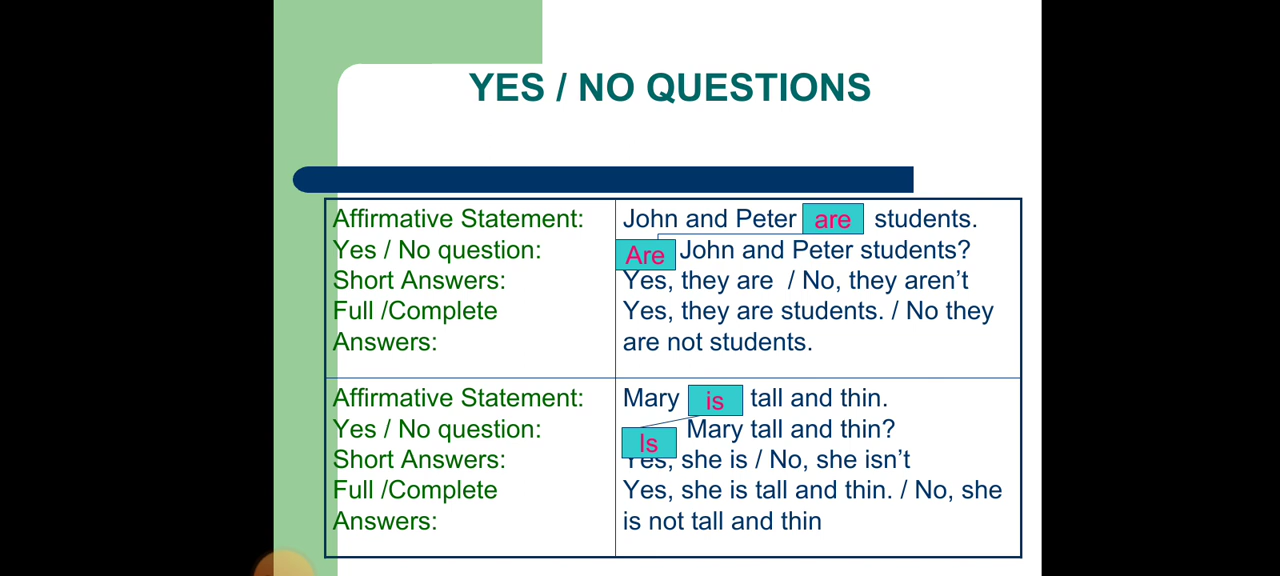 YES / NO QUESTIONS
Affirmative Statement: John and Peter are students.
Yes / No question: Are John and Peter students?
Short Answers: Yes, they are / No, they aren’t
Full /Complete Yes, they are students. / No they
Answers: are not students.
Affirmative Statement: Mary is tall and thin.
Yes / No question: Is Mary tall and thin?
Short Answers: Yes, she is / No, she isn’t
Full /Complete Yes, she is tall and thin. / No, she
Answers: is not tall and thin